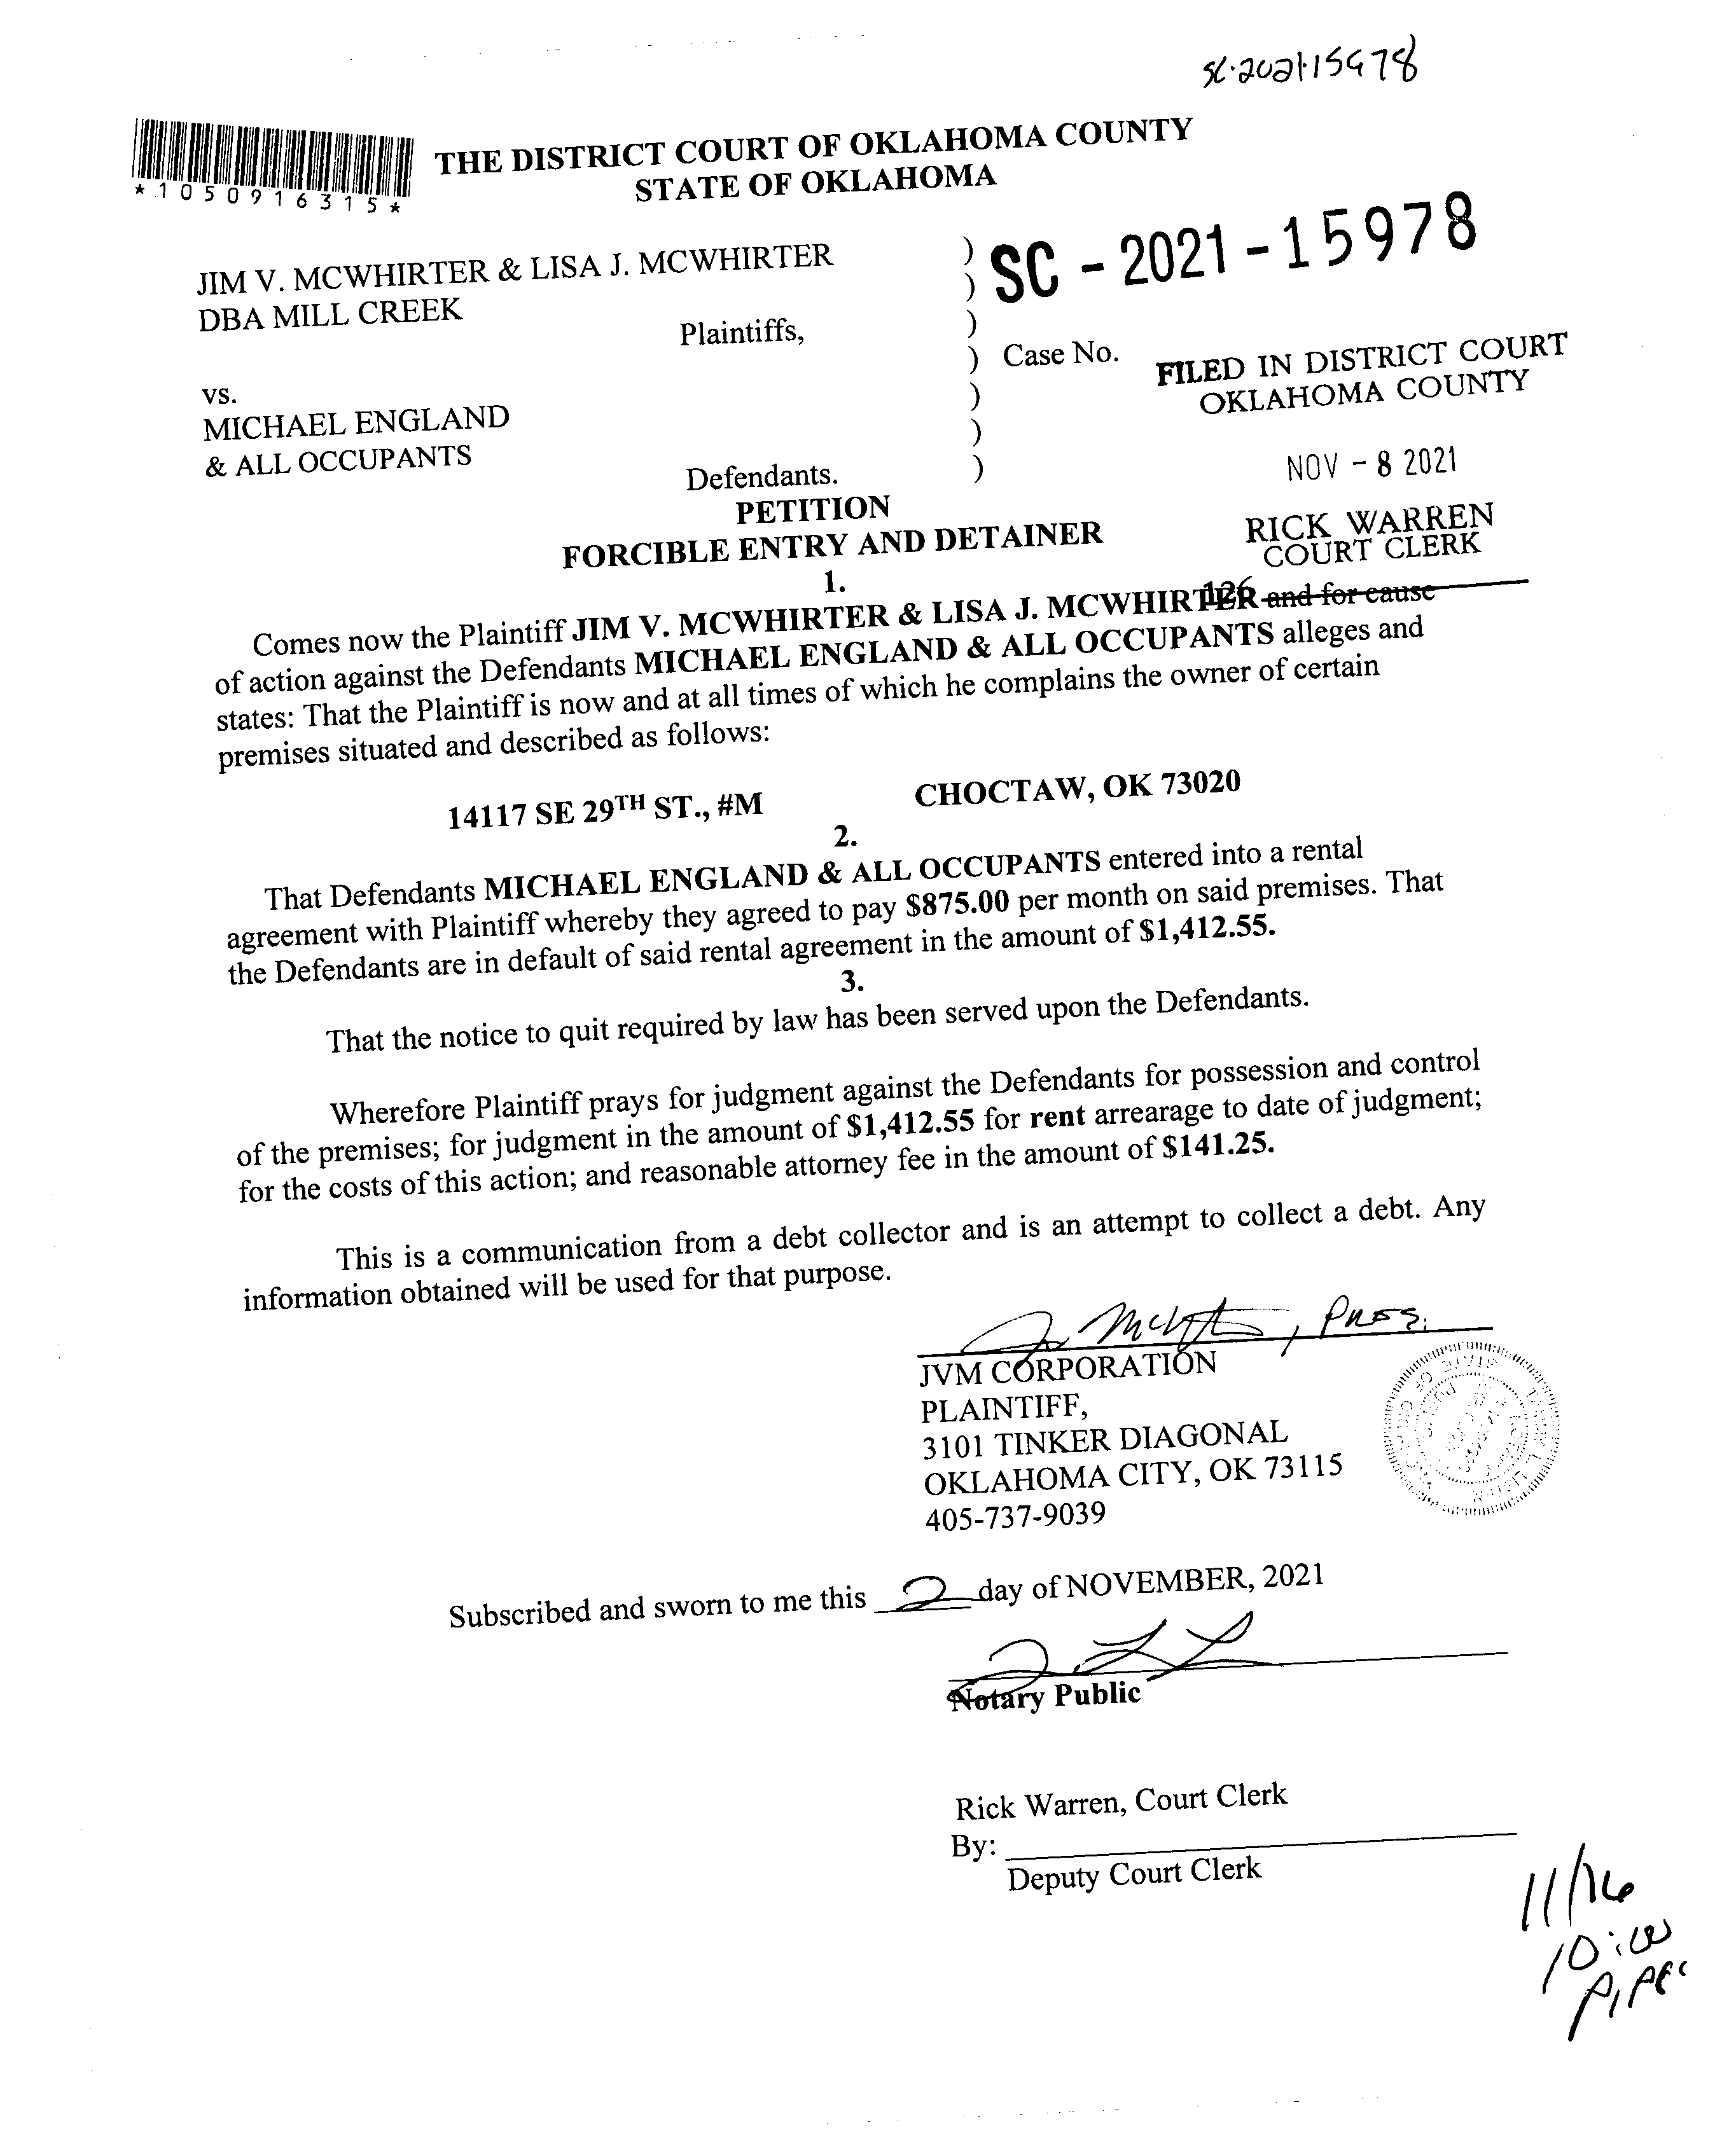 SC-2021-15978
*1050916315*
THE DISTRICT COURT OF OKLAHOMA COUNTY
STATE OF OKLAHOMA
JIM V. MCWHIRTER & LISA J. MCWHIRTER
DBA MILL CREEK
Plaintiffs,
vs.
MICHAEL ENGLAND
& ALL OCCUPANTS
Defendants.
)
)
)
)
)
)
)
SC - 2021 - 15978
Case No.
FILED IN DISTRICT COURT
OKLAHOMA COUNTY
NOV - 8 2021
RICK WARREN
COURT CLERK
126
PETITION
FORCIBLE ENTRY AND DETAINER
1.
Comes now the Plaintiff JIM V. MCWHIRTER & LISA J. MCWHIRTER and for cause
of action against the Defendants MICHAEL ENGLAND & ALL OCCUPANTS alleges and
states: That the Plaintiff is now and at all times of which he complains the owner of certain
premises situated and described as follows:
14117 SE 29TH ST., #M CHOCTAW, OK 73020
2.
That Defendants MICHAEL ENGLAND & ALL OCCUPANTS entered into a rental
agreement with Plaintiff whereby they agreed to pay $875.00 per month on said premises. That
the Defendants are in default of said rental agreement in the amount of $1,412.55.
3.
That the notice to quit required by law has been served upon the Defendants.
Wherefore Plaintiff prays for judgment against the Defendants for possession and control
of the premises; for judgment in the amount of $1,412.55 for rent arrearage to date of judgment;
for the costs of this action; and reasonable attorney fee in the amount of $141.25.
This is a communication from a debt collector and is an attempt to collect a debt. Any
information obtained will be used for that purpose.
, Pres.
JVM CORPORATION
PLAINTIFF,
3101 TINKER DIAGONAL
OKLAHOMA CITY, OK 73115
405-737-9039
Subscribed and sworn to me this 2 day of NOVEMBER, 2021
Notary Public
Rick Warren, Court Clerk
By:
Deputy Court Clerk
11/16
10:00